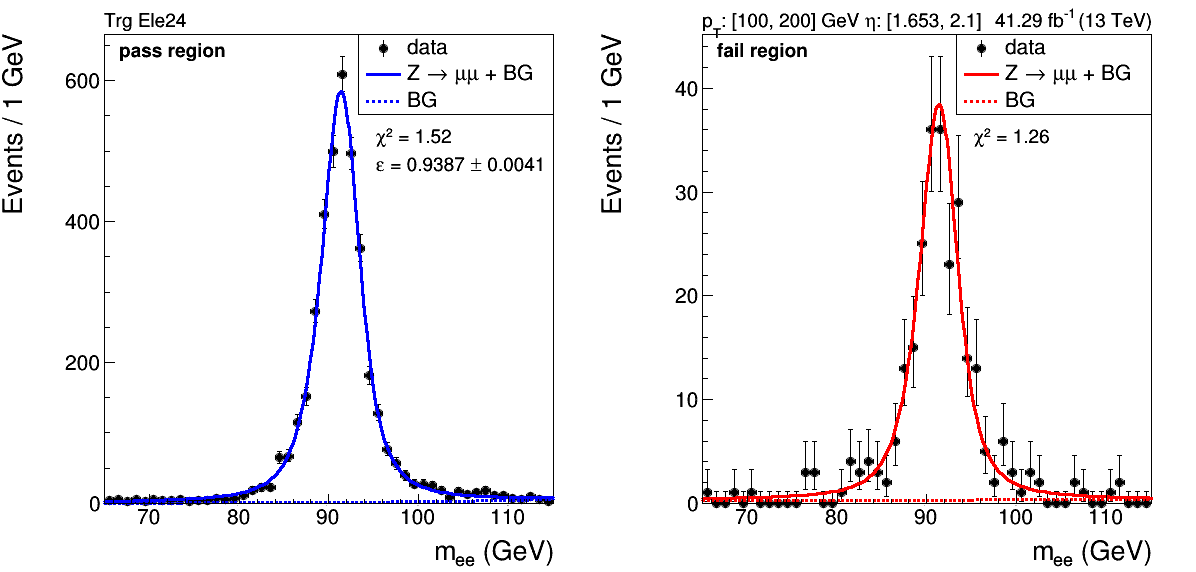 Trg Ele24
pass region
data
Z → μμ + BG
BG
χ² = 1.52
ε = 0.9387 ± 0.0041
Events / 1 GeV
600
400
200
0
70 80 90 100 110
m_ee (GeV)
p_T: [100, 200] GeV η: [1.653, 2.1] 41.29 fb⁻¹ (13 TeV)
fail region
data
Z → μμ + BG
BG
χ² = 1.26
Events / 1 GeV
40
30
20
10
0
70 80 90 100 110
m_ee (GeV)